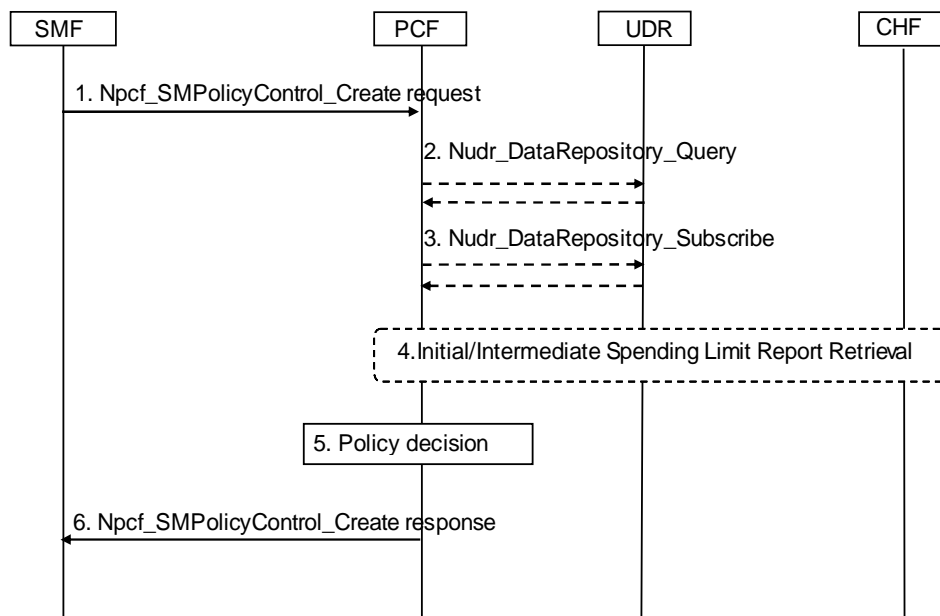 SMF
PCF
UDR
CHF
1. Npcf_SMPolicyControl_Create request
2. Nudr_DataRepository_Query
3. Nudr_DataRepository_Subscribe
4.Initial/Intermediate Spending Limit Report Retrieval
5. Policy decision
6. Npcf_SMPolicyControl_Create response